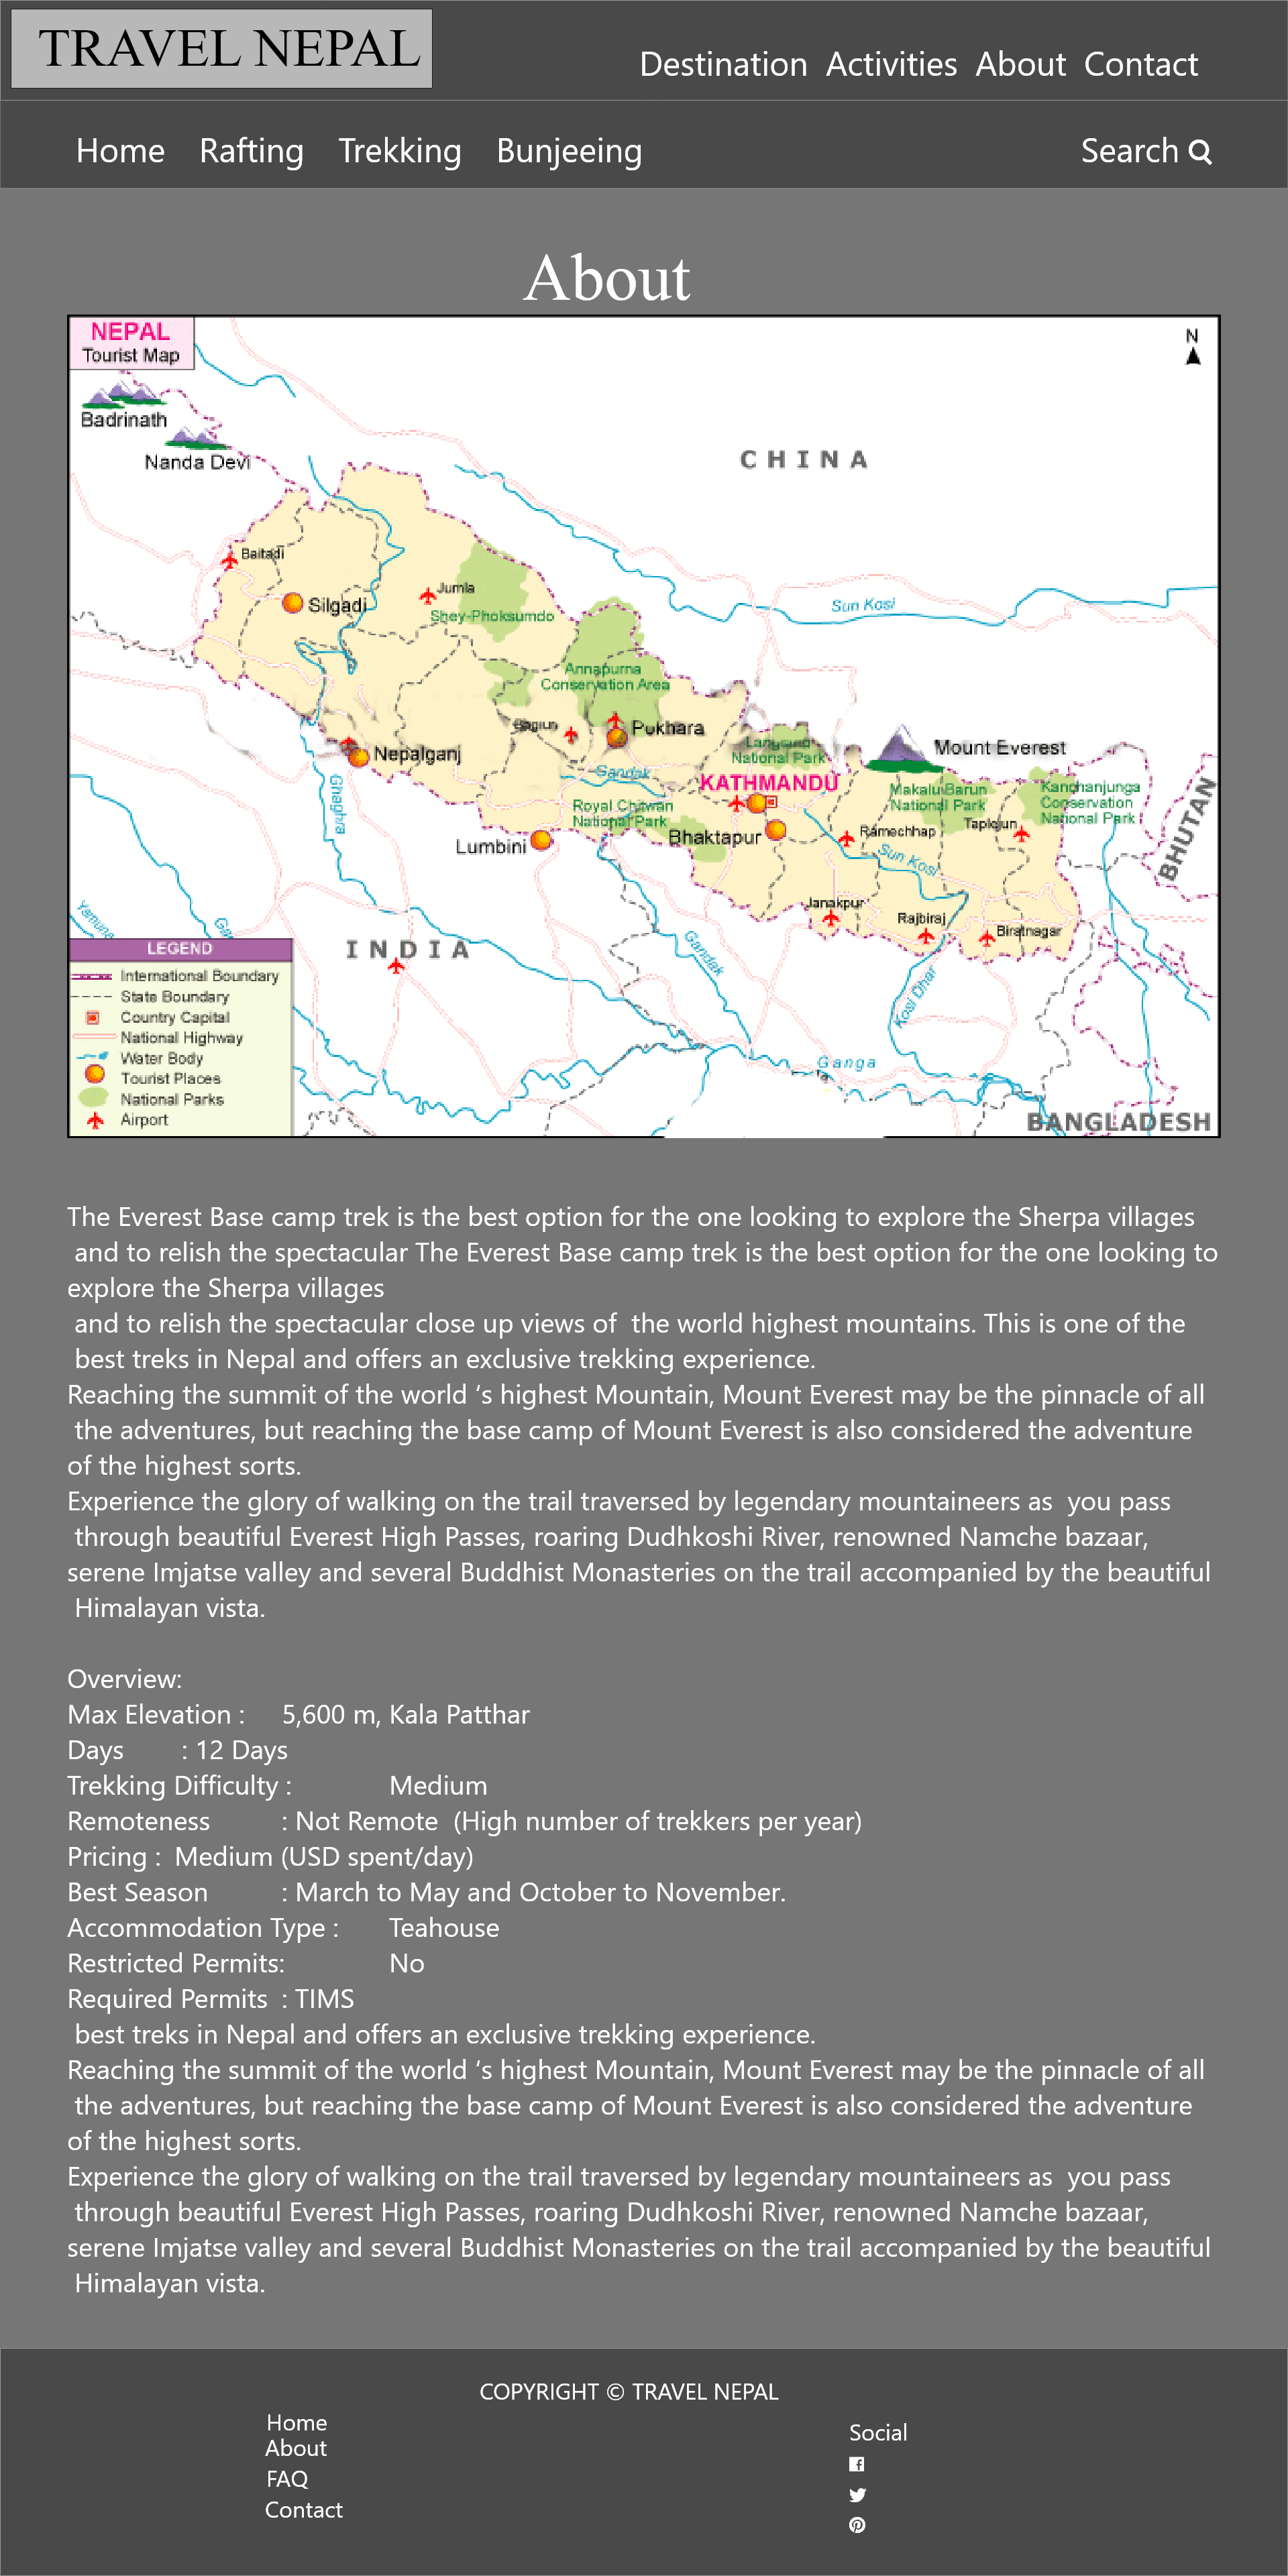 TRAVEL NEPAL
Destination Activities About Contact
Home Rafting Trekking Bunjeeing Search
About
NEPAL
Tourist Map
N
Badrinath
Nanda Devi
CHINA
Baitadi
Silgadi
Jumla
Shey-Phoksumdo
Sun Kosi
Annapurna
Conservation Area
Pokhara
Nepalganj
Gandak
Langtang
National Park
Mount Everest
KATHMANDU
Makalu Barun
National Park
Kanchanjunga
Conservation
National Park
Royal Chitwan
National Park
Ghaghra
Lumbini
Bhaktapur
Ramechhap
Taplejun
BHUTAN
Sun Kosi
Janakpur
Rajbiraj
Biratnagar
Yamuna
INDIA
Gandak
Kosi Dhar
Ganga
BANGLADESH
LEGEND
International Boundary
State Boundary
Country Capital
National Highway
Water Body
Tourist Places
National Parks
Airport
The Everest Base camp trek is the best option for the one looking to explore the Sherpa villages
and to relish the spectacular The Everest Base camp trek is the best option for the one looking to
explore the Sherpa villages
and to relish the spectacular close up views of the world highest mountains. This is one of the
best treks in Nepal and offers an exclusive trekking experience.
Reaching the summit of the world ‘s highest Mountain, Mount Everest may be the pinnacle of all
the adventures, but reaching the base camp of Mount Everest is also considered the adventure
of the highest sorts.
Experience the glory of walking on the trail traversed by legendary mountaineers as you pass
through beautiful Everest High Passes, roaring Dudhkoshi River, renowned Namche bazaar,
serene Imjatse valley and several Buddhist Monasteries on the trail accompanied by the beautiful
Himalayan vista.
Overview:
Max Elevation : 5,600 m, Kala Patthar
Days : 12 Days
Trekking Difficulty : Medium
Remoteness : Not Remote (High number of trekkers per year)
Pricing : Medium (USD spent/day)
Best Season : March to May and October to November.
Accommodation Type : Teahouse
Restricted Permits: No
Required Permits : TIMS
best treks in Nepal and offers an exclusive trekking experience.
Reaching the summit of the world ‘s highest Mountain, Mount Everest may be the pinnacle of all
the adventures, but reaching the base camp of Mount Everest is also considered the adventure
of the highest sorts.
Experience the glory of walking on the trail traversed by legendary mountaineers as you pass
through beautiful Everest High Passes, roaring Dudhkoshi River, renowned Namche bazaar,
serene Imjatse valley and several Buddhist Monasteries on the trail accompanied by the beautiful
Himalayan vista.
COPYRIGHT © TRAVEL NEPAL
Home
About
FAQ
Contact
Social